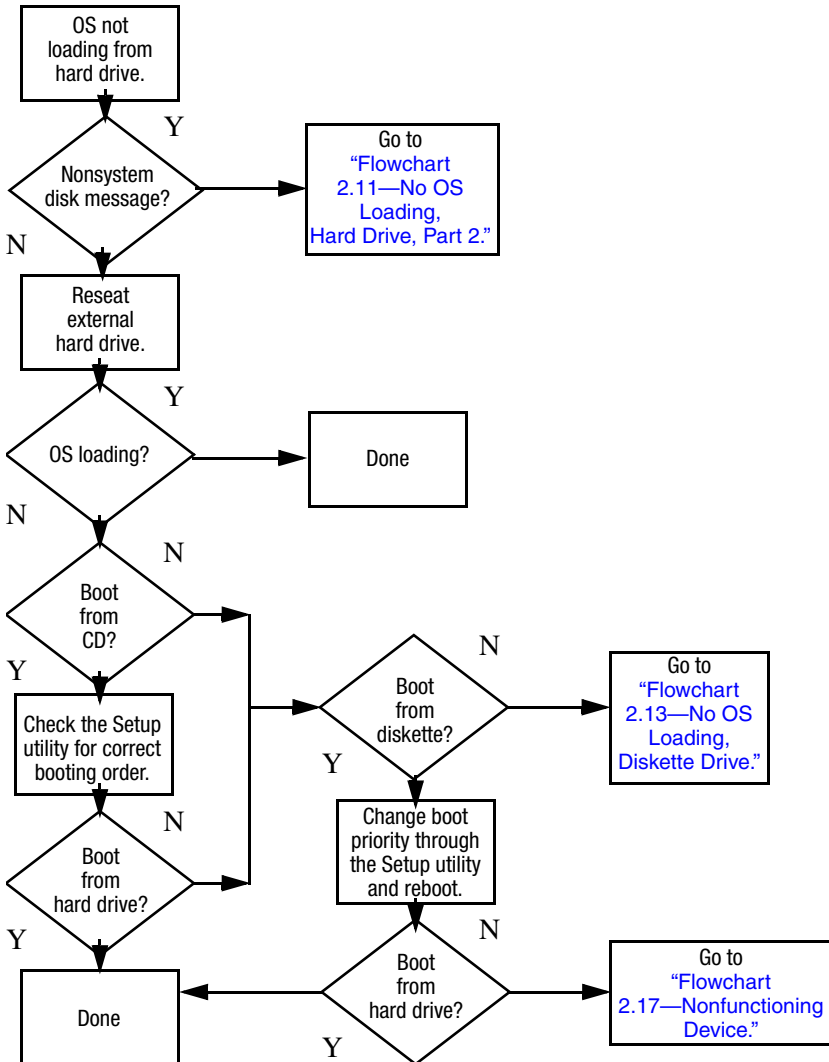 OS not
loading from
hard drive.
Y
Nonsystem
disk message?
Go to
“Flowchart
2.11—No OS
Loading,
Hard Drive, Part 2.”
N
Reseat
external
hard drive.
Y
OS loading?
Done
N
N
Boot
from
CD?
Y
Check the Setup
utility for correct
booting order.
N
Boot
from
hard drive?
Y
Done
N
Boot
from
diskette?
Go to
“Flowchart
2.13—No OS
Loading,
Diskette Drive.”
Y
Change boot
priority through
the Setup utility
and reboot.
N
Boot
from
hard drive?
Y
Go to
“Flowchart
2.17—Nonfunctioning
Device.”